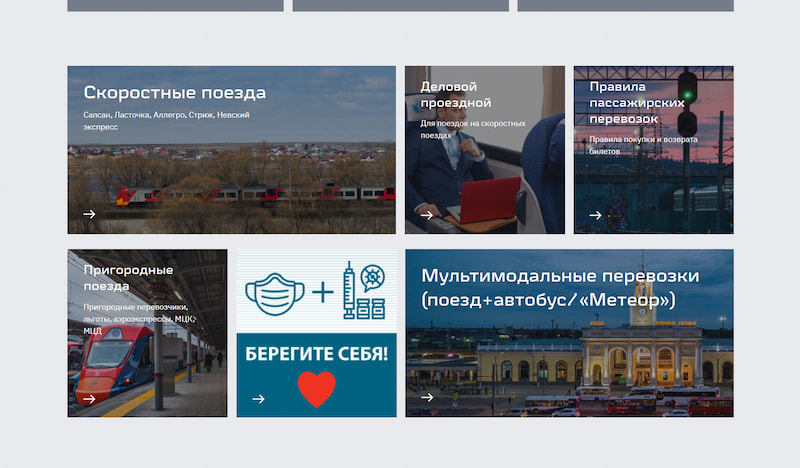 Скоростные поезда
Сапсан, Ласточка, Аллегро, Стриж, Невский
экспресс
Деловой
проездной
Для поездок на скоростных
поездах
Правила
пассажирских
перевозок
Правила покупки и возврата
билетов
Пригородные
поезда
Пригородные перевозчики,
льготы, аэроэкспрессы, МЦК,
МЦД
БЕРЕГИТЕ СЕБЯ!
Мультимодальные перевозки
(поезд+автобус/«Метеор»)